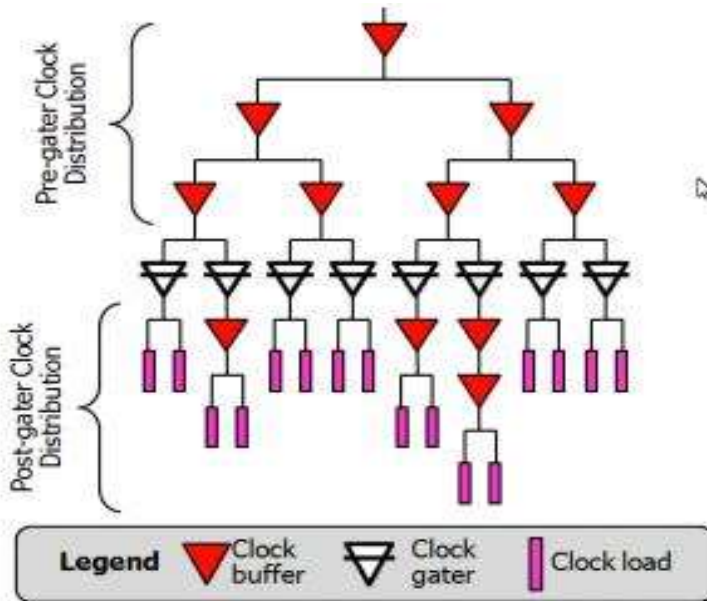 Pre-gater Clock
Distribution
Post-gater Clock
Distribution
Legend
Clock
buffer
Clock
gater
Clock load